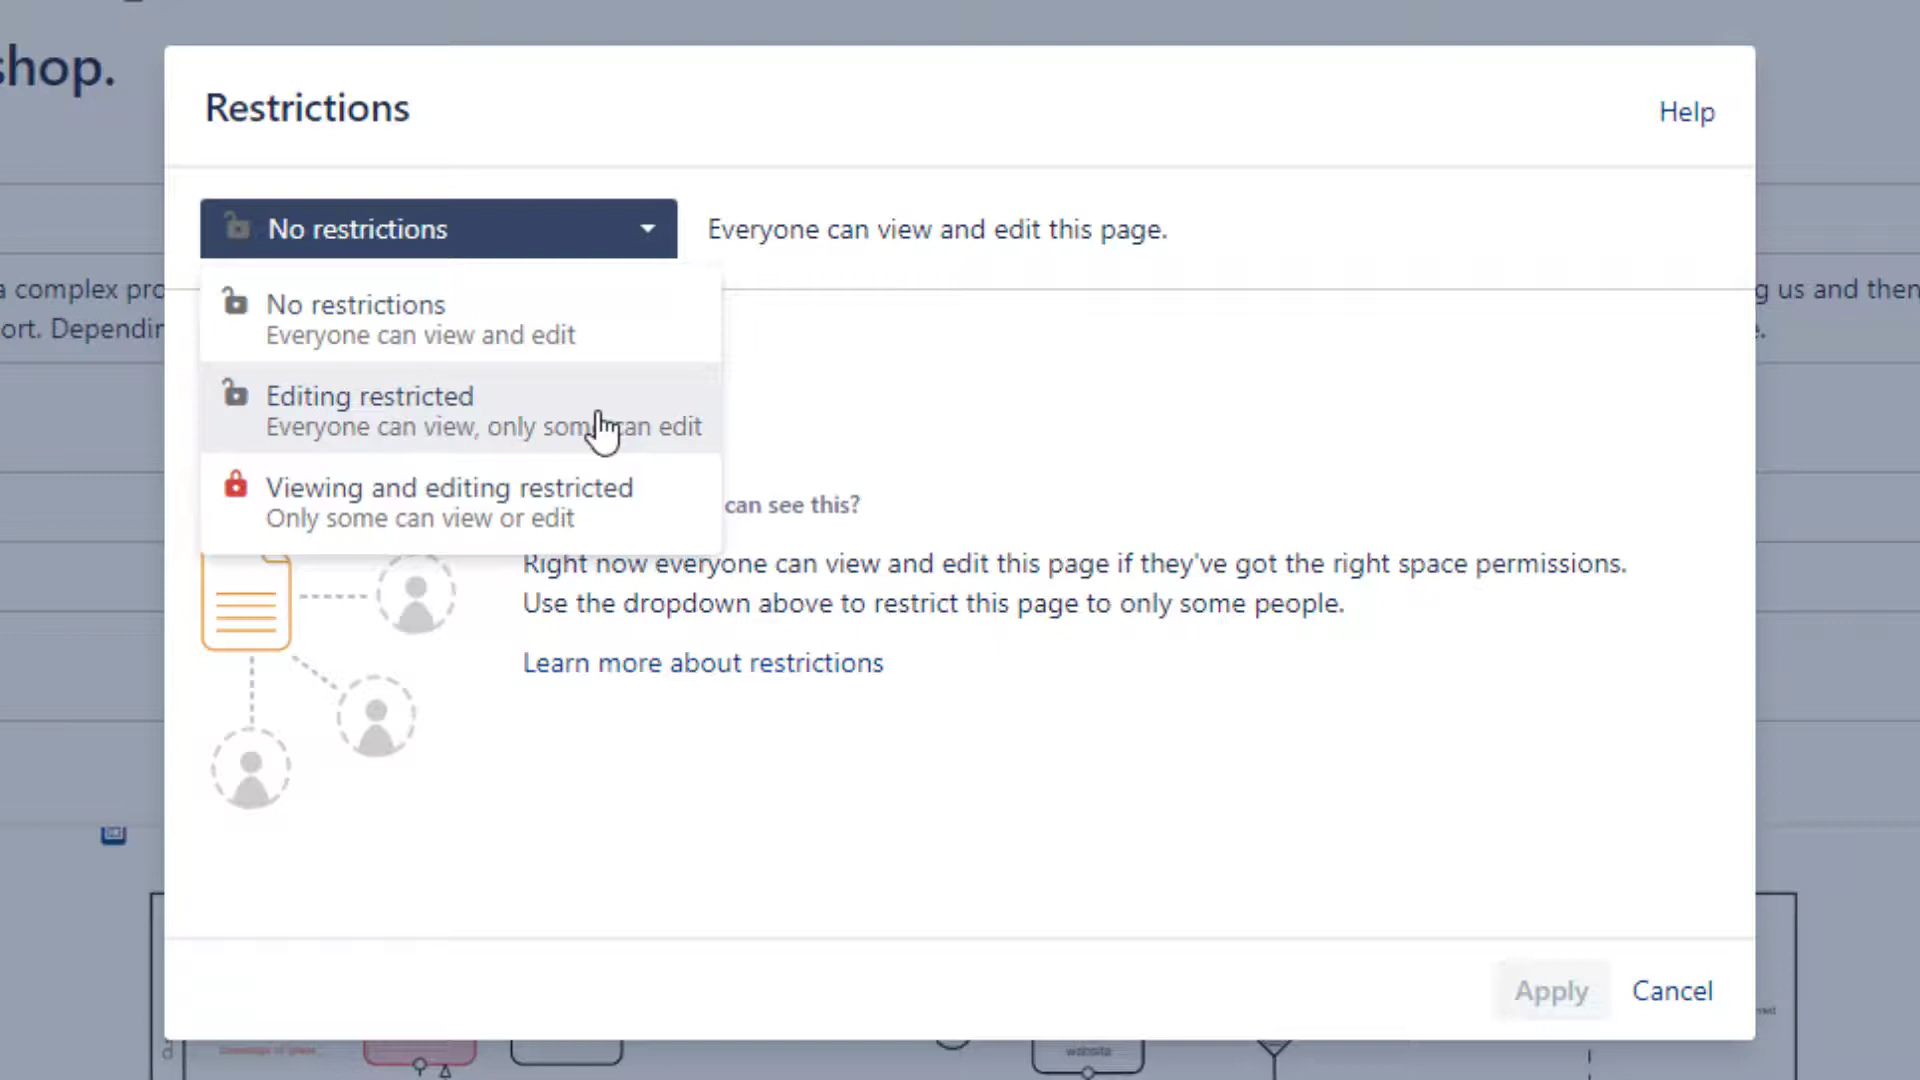 shop.
Restrictions
Help
No restrictions
Everyone can view and edit this page.
No restrictions
Everyone can view and edit
Editing restricted
Everyone can view, only some can edit
Viewing and editing restricted
Only some can view or edit
a complex
g us and then
ort.
can see this?
Right now everyone can view and edit this page if they've got the right space permissions.
Use the dropdown above to restrict this page to only some people.
Learn more about restrictions
Apply
Cancel
website